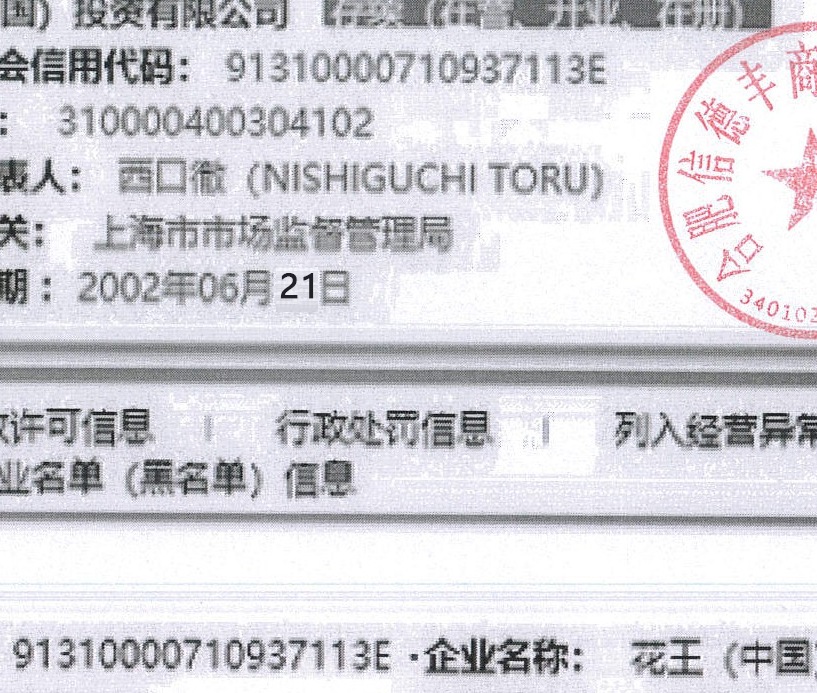 国）投资有限公司 存续（在营、开业、在册）
会信用代码： 91310000710937113E
： 310000400304102
表人： 西口徹（NISHIGUCHI TORU）
关： 上海市市场监督管理局
期： 2002年06月21日
合肥信德丰商
340102
政许可信息 | 行政处罚信息 | 列入经营异常
业名单（黑名单）信息
91310000710937113E ·企业名称： 花王（中国）